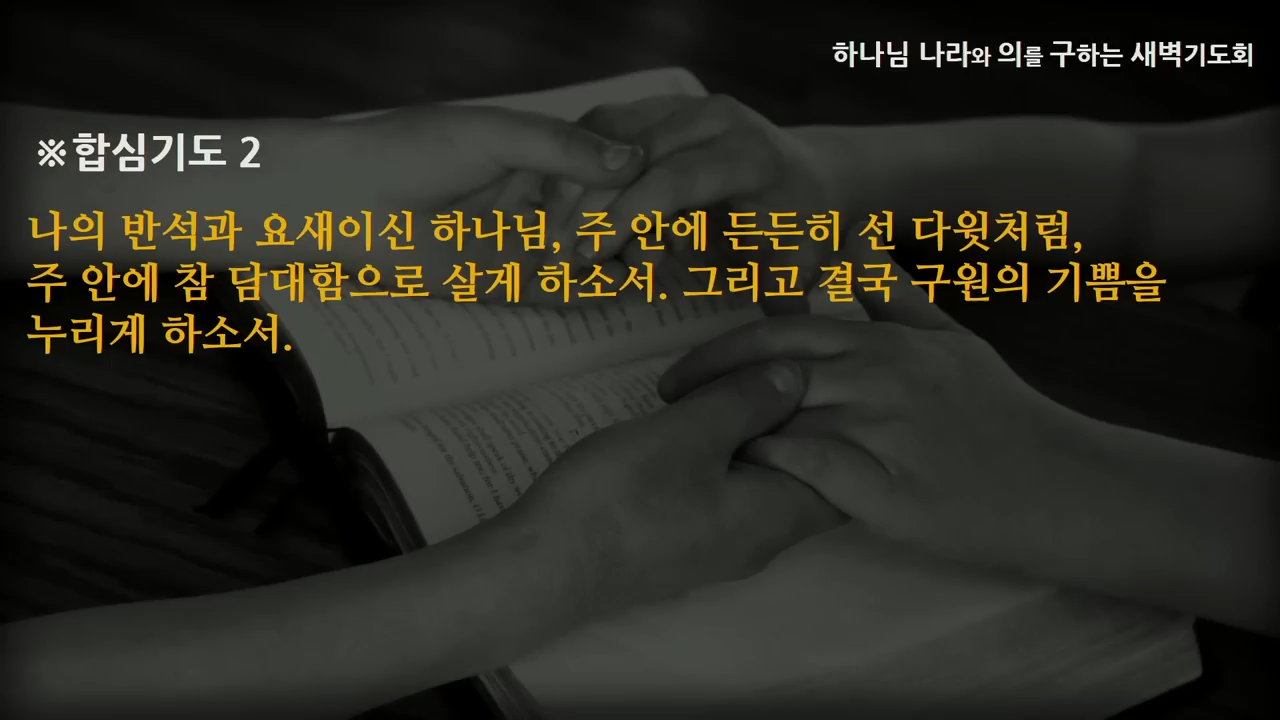 하나님 나라와 의를 구하는 새벽기도회
※합심기도 2
나의 반석과 요새이신 하나님, 주 안에 든든히 선 다윗처럼,
주 안에 참 담대함으로 살게 하소서. 그리고 결국 구원의 기쁨을
누리게 하소서.